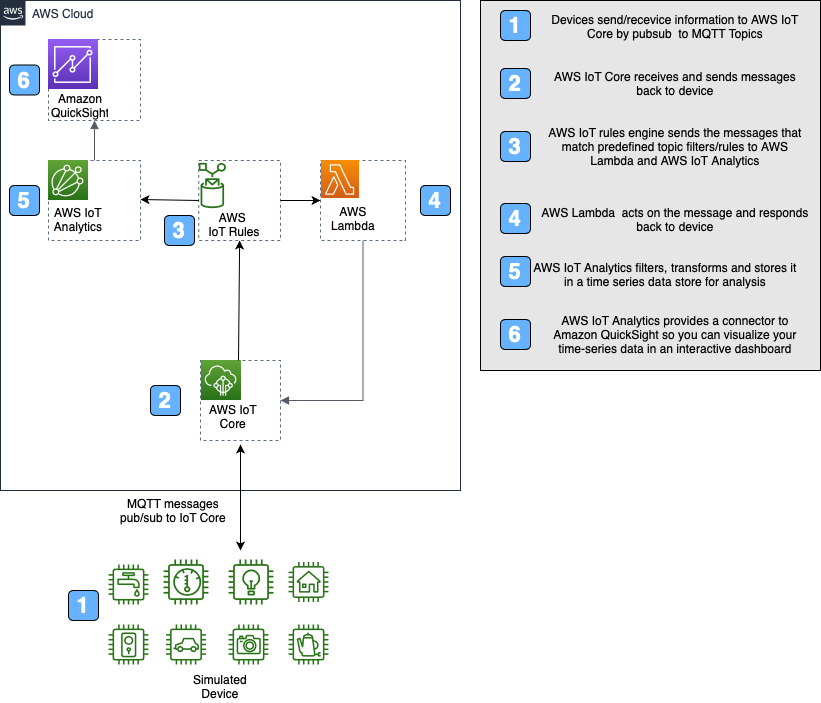 aws
AWS Cloud
6
Amazon
QuickSight
5
AWS IoT
Analytics
3
AWS
IoT Rules
AWS
Lambda
4
2
AWS IoT
Core
MQTT messages
pub/sub to IoT Core
1
1
Simulated
Device
1
Devices send/recevice information to AWS IoT
Core by pubsub to MQTT Topics
2
AWS IoT Core receives and sends messages
back to device
3
AWS IoT rules engine sends the messages that
match predefined topic filters/rules to AWS
Lambda and AWS IoT Analytics
4
AWS Lambda acts on the message and responds
back to device
5
AWS IoT Analytics filters, transforms and stores it
in a time series data store for analysis
6
AWS IoT Analytics provides a connector to
Amazon QuickSight so you can visualize your
time-series data in an interactive dashboard